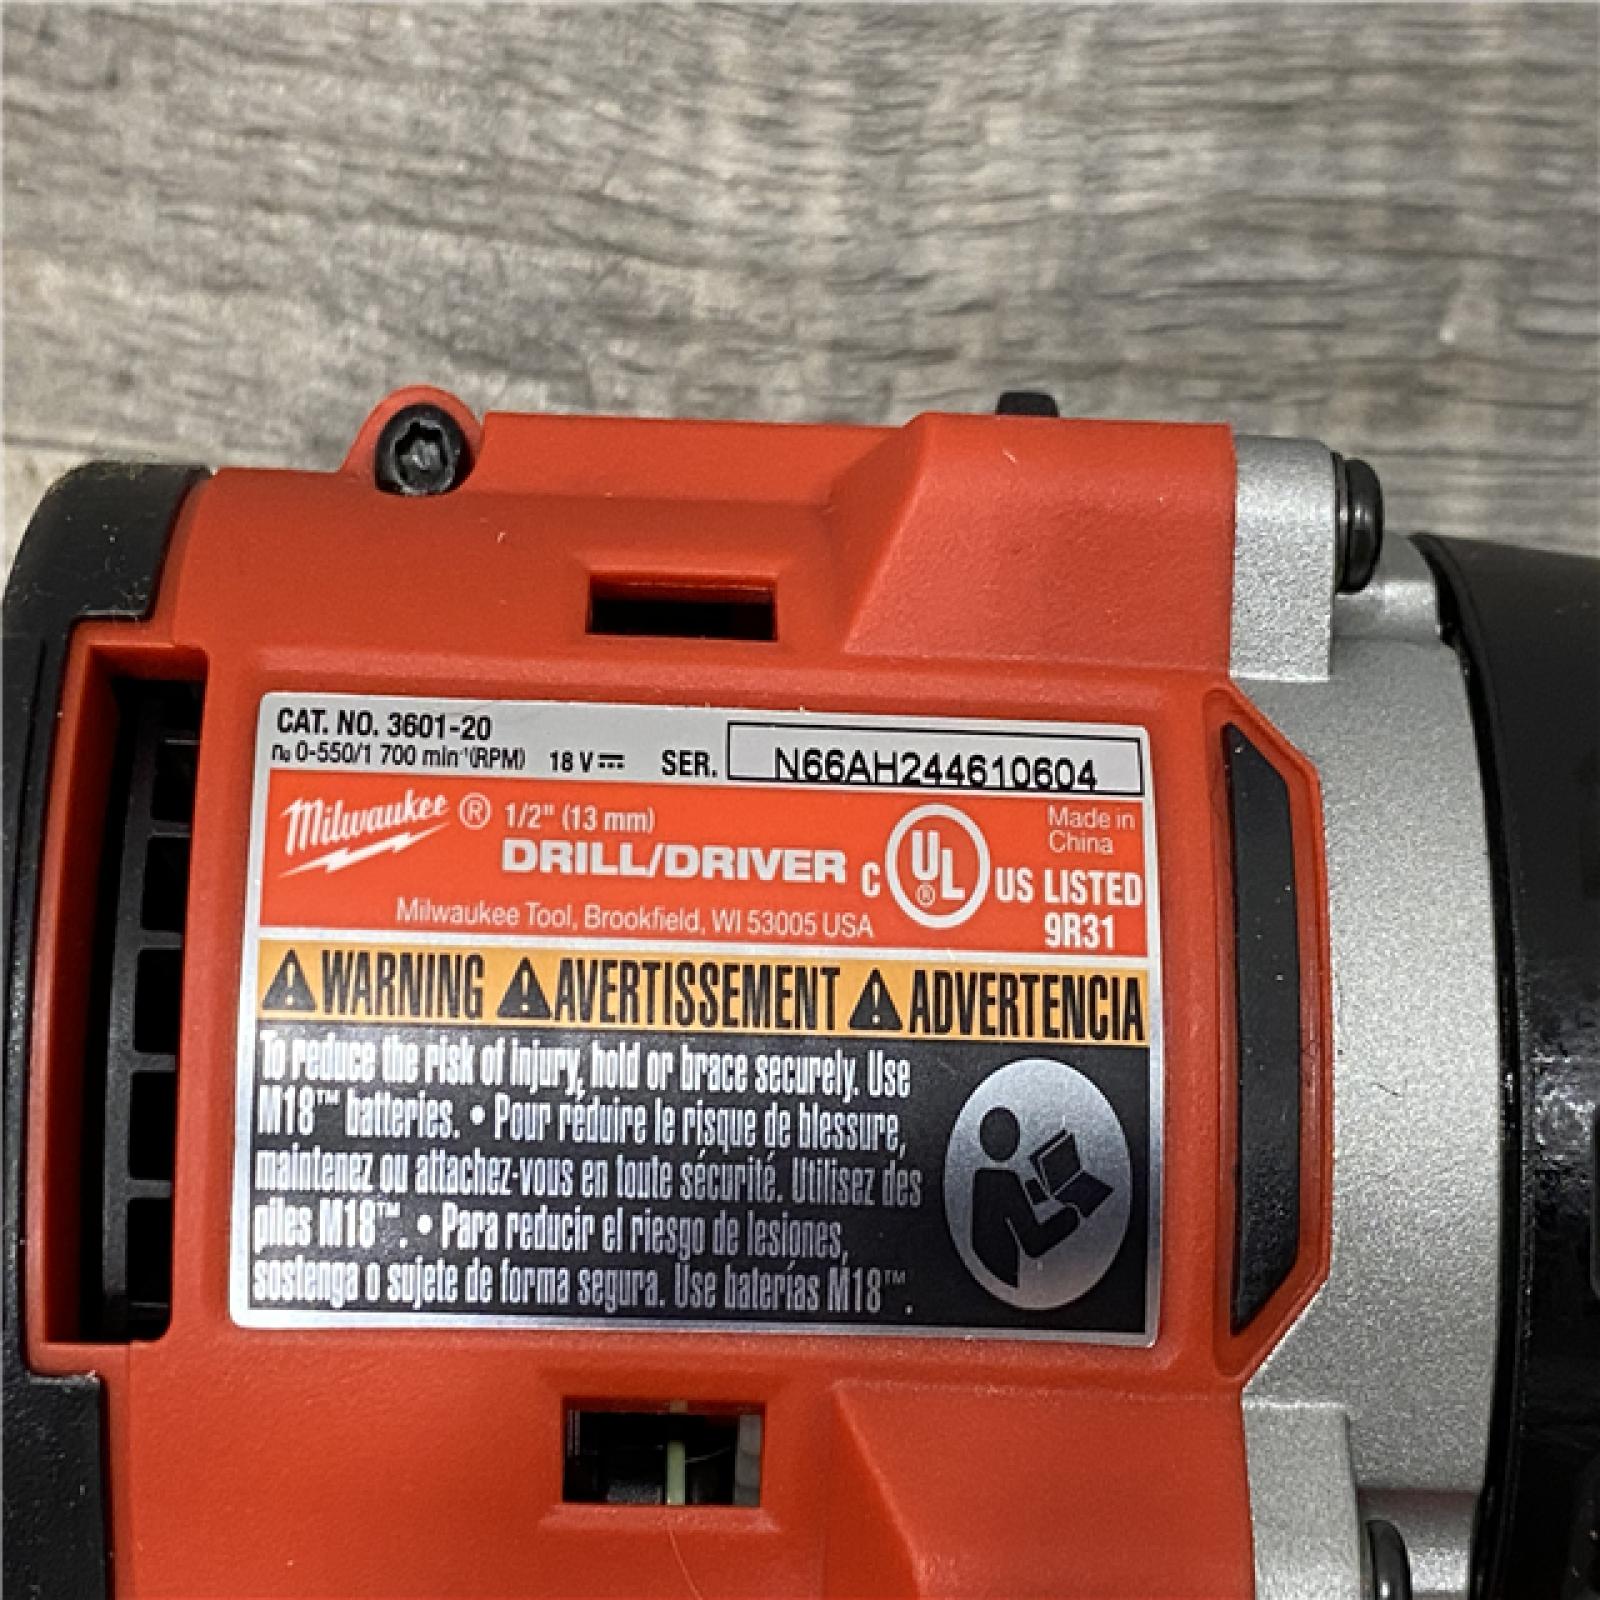 CAT. NO. 3601-20
n₀ 0-550/1 700 min⁻¹(RPM) 18 V SER. N66AH244610604
Milwaukee® 1/2" (13 mm)
DRILL/DRIVER
Milwaukee Tool, Brookfield, WI 53005 USA
C UL® US LISTED
9R31
Made in
China
WARNING AVERTISSEMENT ADVERTENCIA
To reduce the risk of injury, hold or brace securely. Use
M18™ batteries. • Pour réduire le risque de blessure,
maintenez ou attachez-vous en toute sécurité. Utilisez des
piles M18™. • Para reducir el riesgo de lesiones,
sostenga o sujete de forma segura. Use baterías M18™.